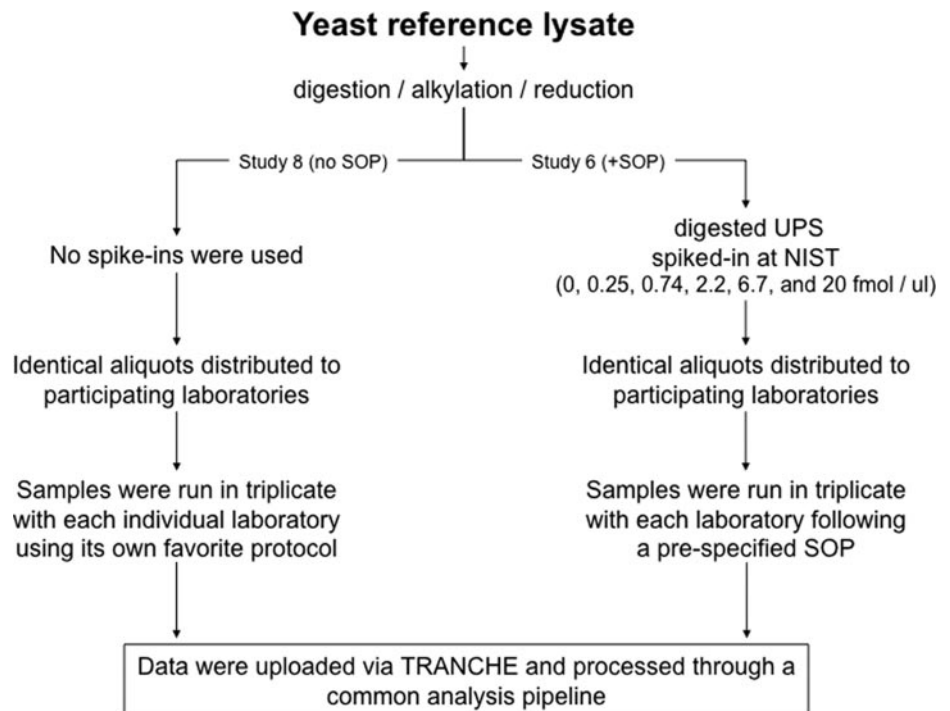 Yeast reference lysate
digestion / alkylation / reduction
Study 8 (no SOP)
Study 6 (+SOP)
No spike-ins were used
digested UPS
spiked-in at NIST
(0, 0.25, 0.74, 2.2, 6.7, and 20 fmol / ul)
Identical aliquots distributed to
participating laboratories
Identical aliquots distributed to
participating laboratories
Samples were run in triplicate
with each individual laboratory
using its own favorite protocol
Samples were run in triplicate
with each laboratory following
a pre-specified SOP
Data were uploaded via TRANCHE and processed through a
common analysis pipeline